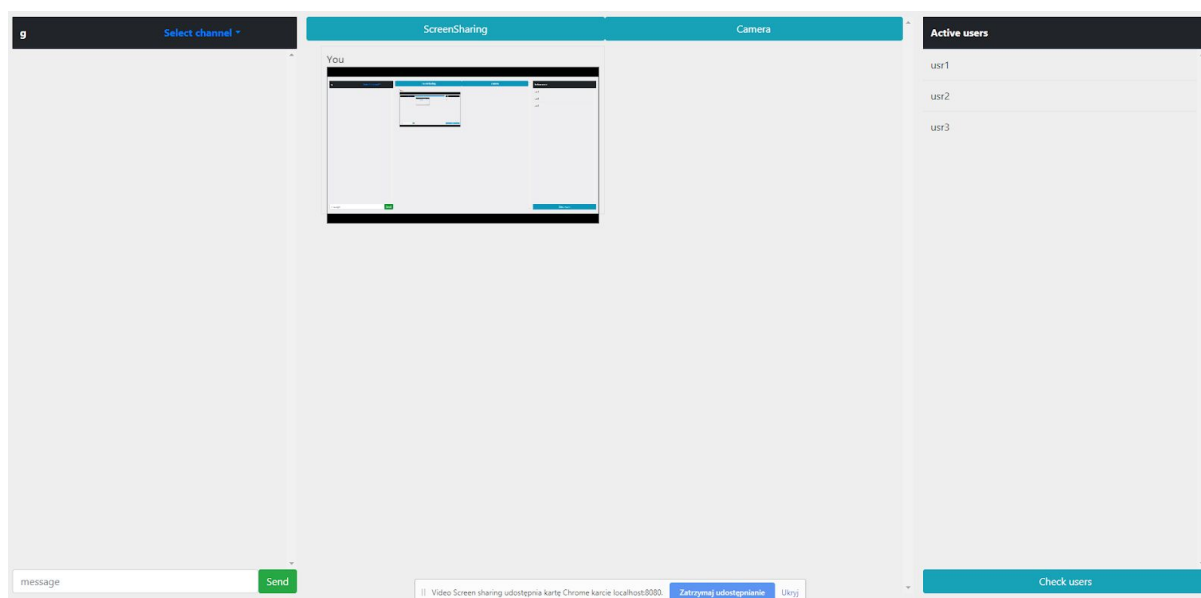 g
Select channel
ScreenSharing
Camera
Active users
You
usr1
usr2
usr3
message
Send
|| Video Screen sharing udostępnia kartę Chrome karcie localhost:8080.
Zatrzymaj udostępnianie
Ukryj
Check users